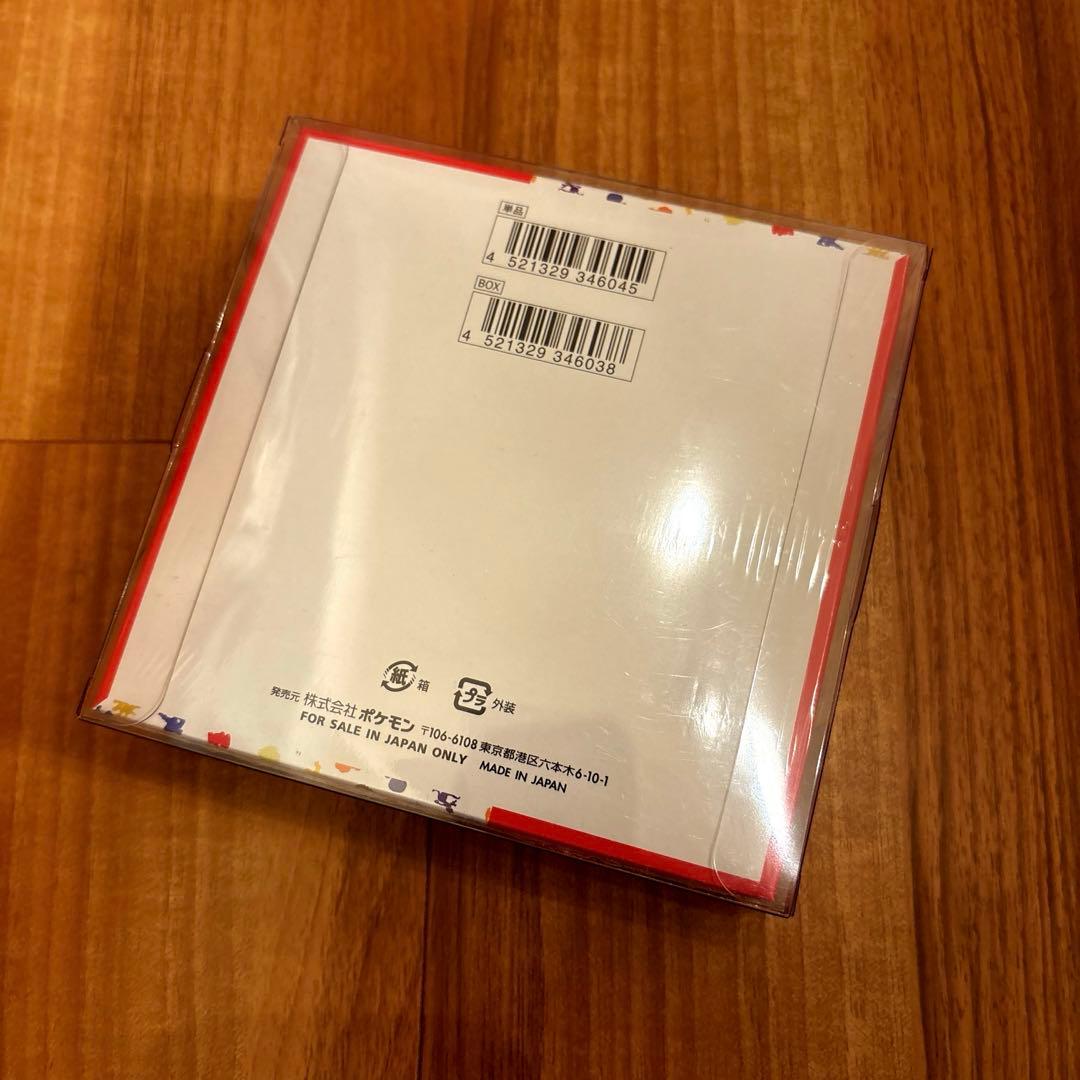 単品
4 521329 346045
BOX
4 521329 346038
紙 箱
プラ 外装
発売元 株式会社 ポケモン 〒106-6108 東京都港区六本木6-10-1
FOR SALE IN JAPAN ONLY MADE IN JAPAN